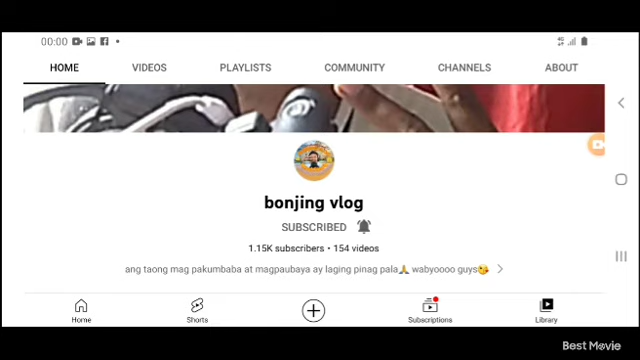 00:00
4G
HOME VIDEOS PLAYLISTS COMMUNITY CHANNELS ABOUT
bonjing vlog
SUBSCRIBED
1.15K subscribers • 154 videos
ang taong mag pakumbaba at magpaubaya ay laging pinag pala🙏 wabyoooo guys😘
Home Shorts Subscriptions Library
Best Movie